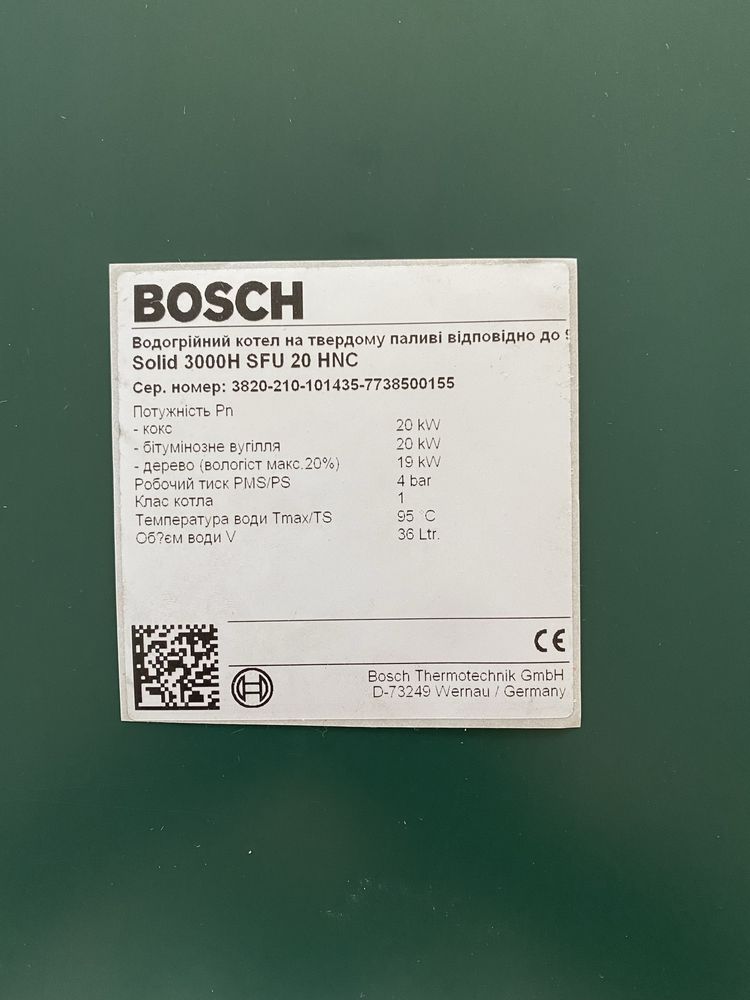 BOSCH
Водогрійний котел на твердому паливі відповідно до
Solid 3000H SFU 20 HNC
Сер. номер: 3820-210-101435-7738500155
Потужність Pn
- кокс 20 kW
- бітумінозне вугілля 20 kW
- дерево (вологіст макс.20%) 19 kW
Робочий тиск PMS/PS 4 bar
Клас котла 1
Температура води Tmax/TS 95 °C
Об?єм води V 36 Ltr.
CE
Bosch Thermotechnik GmbH
D-73249 Wernau / Germany